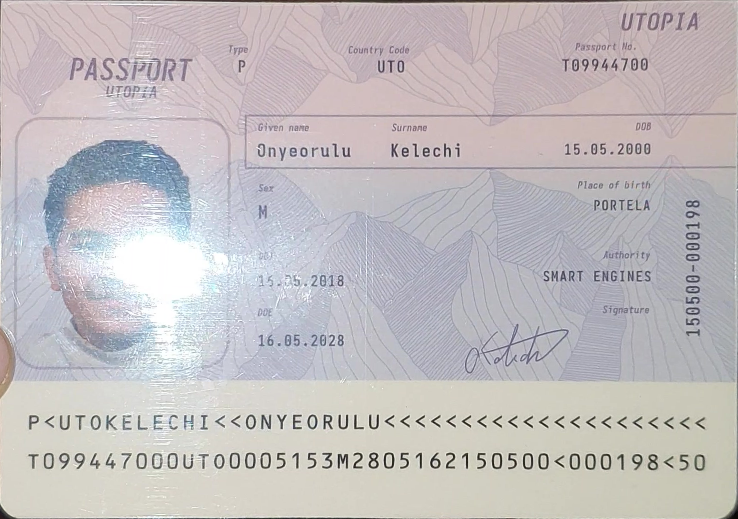 UTOPIA
PASSPORT
UTOPIA
Type
P
Country Code
UTO
Passport No.
T09944700
Given name
Onyeorulu
Surname
Kelechi
DOB
15.05.2000
Sex
M
Place of birth
PORTELA
DOI
15.05.2018
Authority
SMART ENGINES
DOE
16.05.2028
Signature
150500-000198
P<UTOKELECHI<<ONYEORULU<<<<<<<<<<<<<<<<<<<<<
T099447000UTO0005153M2805162150500<000198<50